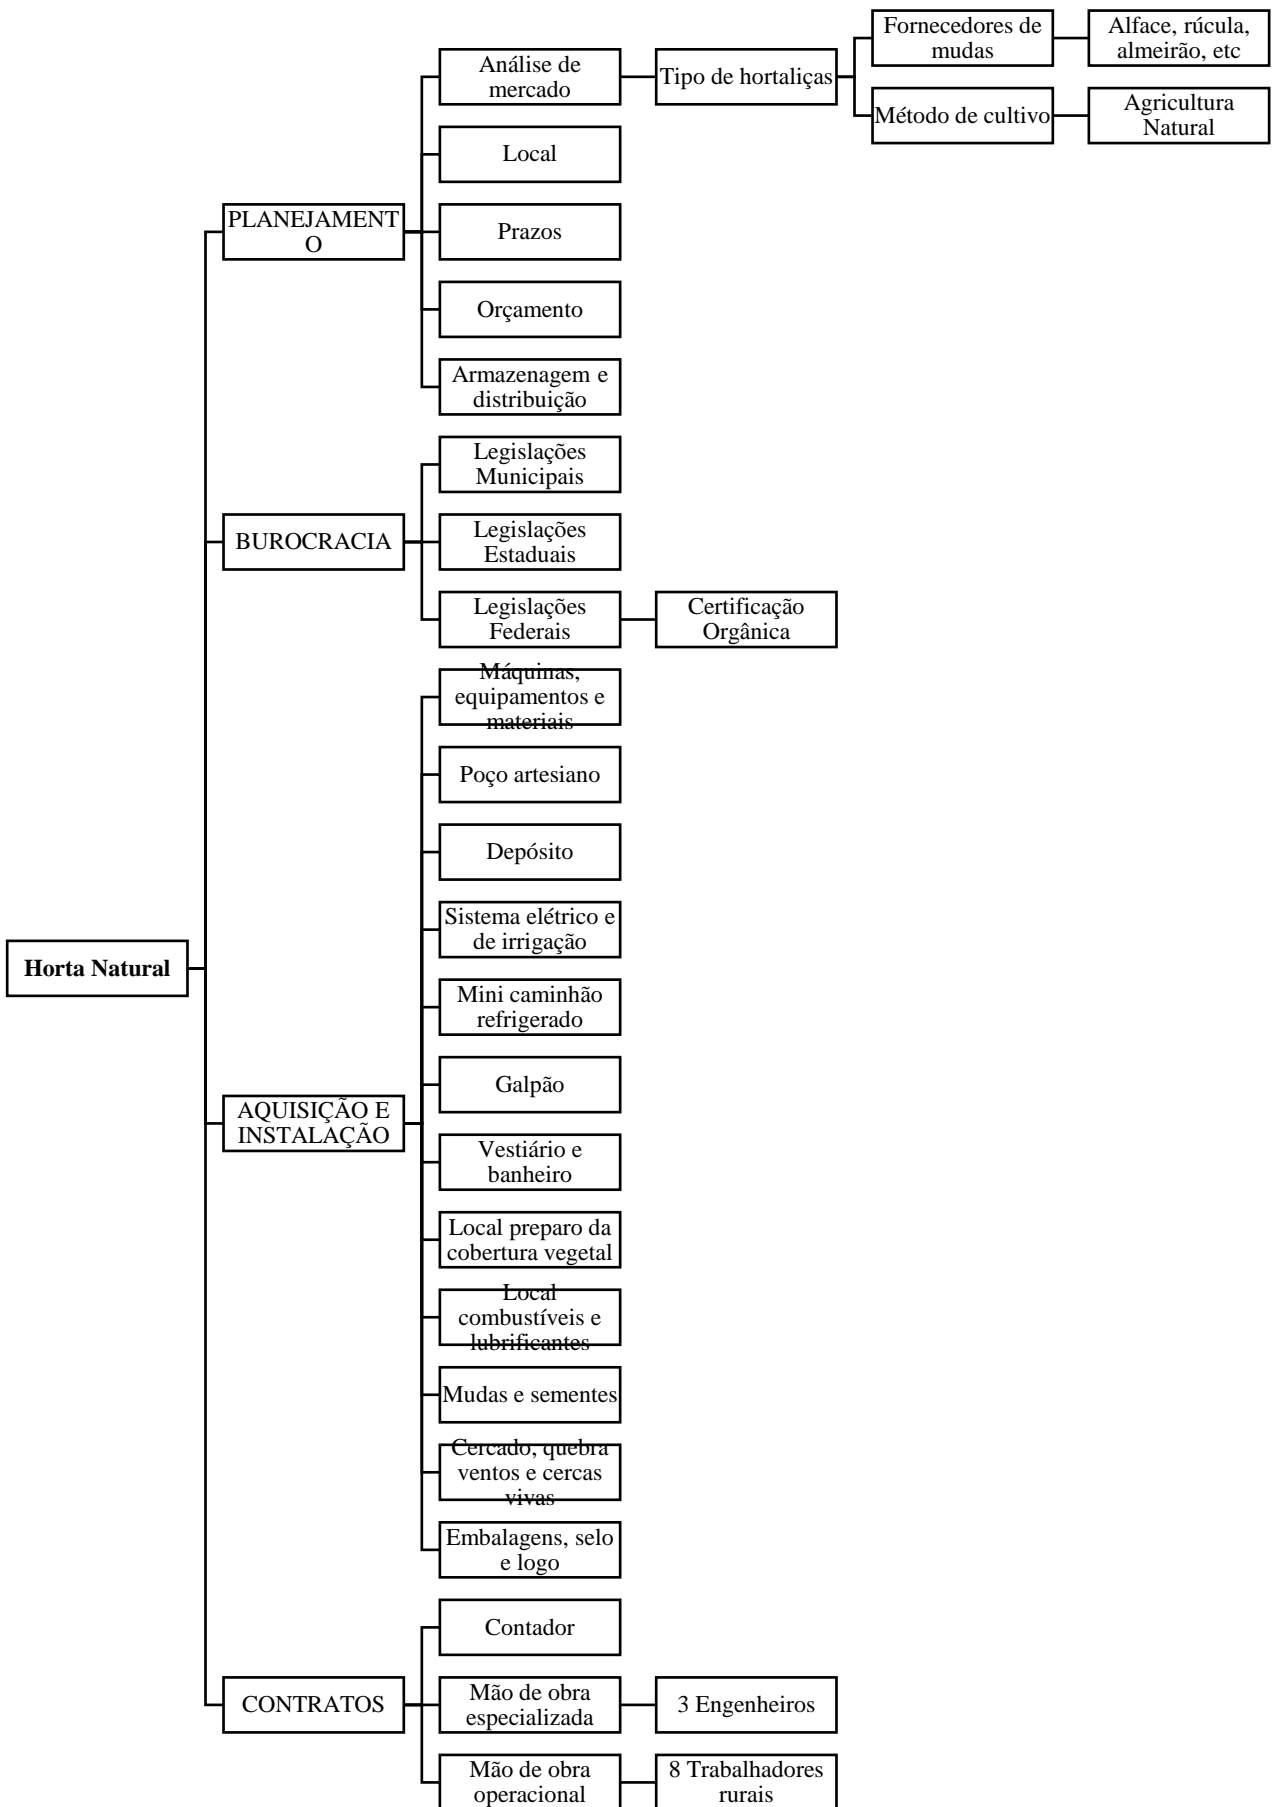 Fornecedores de
mudas
Alface, rúcula,
almeirão, etc
Análise de
mercado
Tipo de hortaliças
Método de cultivo
Agricultura
Natural
Local
PLANEJAMENT
O
Prazos
Orçamento
Armazenagem e
distribuição
Legislações
Municipais
BUROCRACIA
Legislações
Estaduais
Legislações
Federais
Certificação
Orgânica
Máquinas,
equipamentos e
materiais
Poço artesiano
Depósito
Sistema elétrico e
de irrigação
Horta Natural
Mini caminhão
refrigerado
Galpão
AQUISIÇÃO E
INSTALAÇÃO
Vestiário e
banheiro
Local preparo da
cobertura vegetal
Local
combustíveis e
lubrificantes
Mudas e sementes
Cercado, quebra
ventos e cercas
vivas
Embalagens, selo
e logo
Contador
CONTRATOS
Mão de obra
especializada
3 Engenheiros
Mão de obra
operacional
8 Trabalhadores
rurais